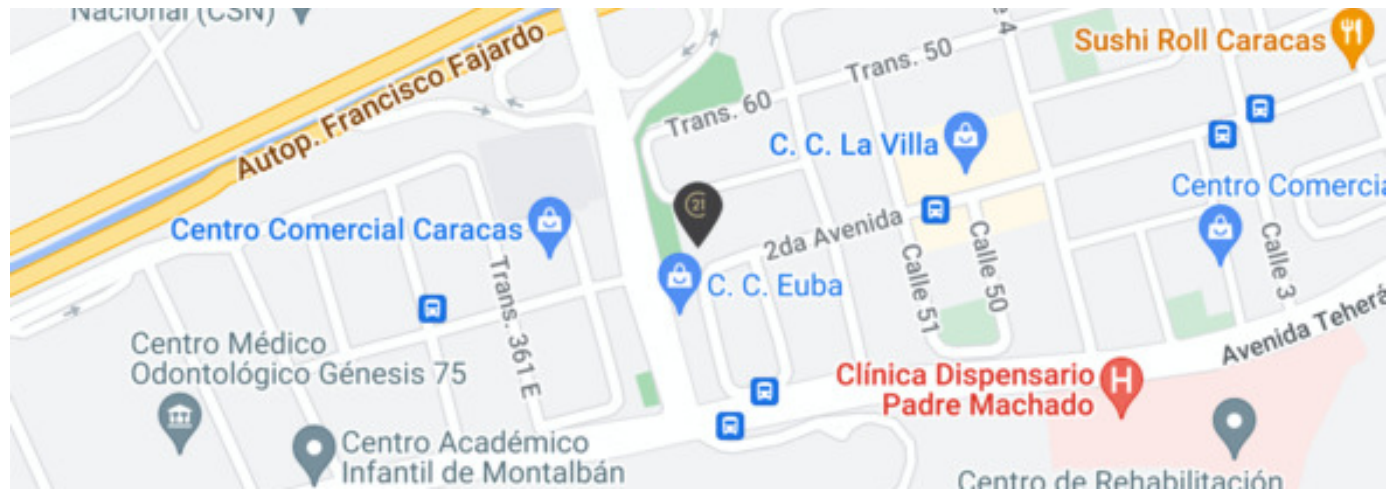 Nacional (CSN)
Autop. Francisco Fajardo
Trans. 50
4
Sushi Roll Caracas
Trans. 60
C. C. La Villa
21
Centro Comercia
Centro Comercial Caracas
2da Avenida
Calle 51
Calle 50
Calle 3
C. C. Euba
Trans. 361 E
Avenida Teherá
Centro Médico
Odontológico Génesis 75
Clínica Dispensario
Padre Machado
H
Centro Académico
Infantil de Montalbán
Centro de Rehabilitación